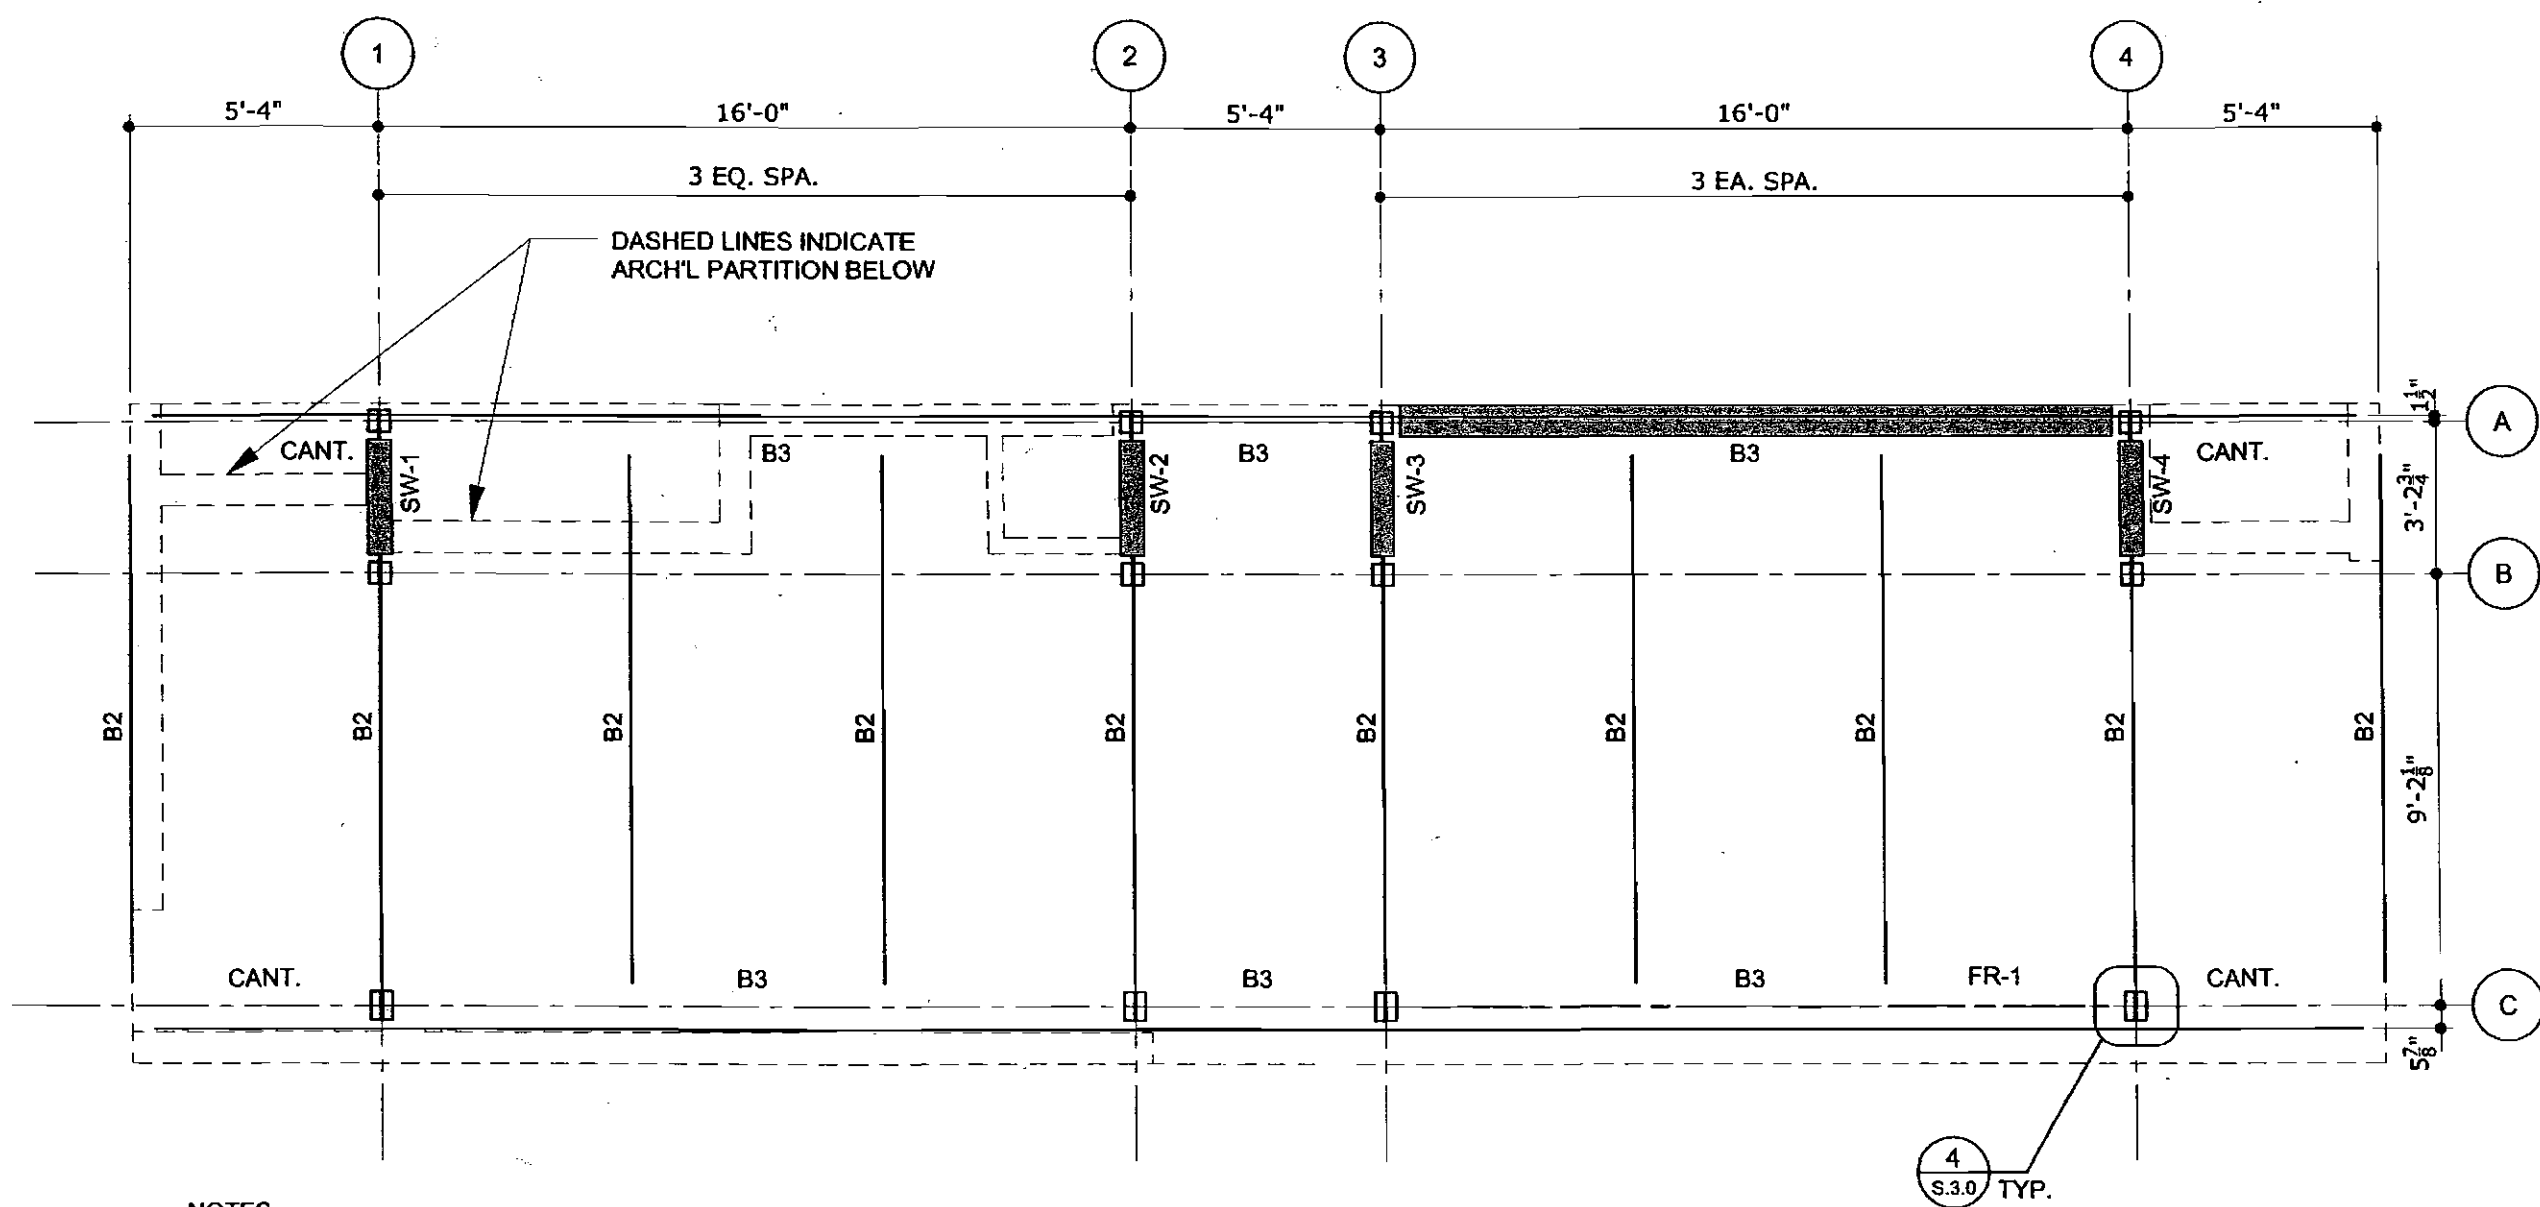 1
2
3
4
5'-4"
16'-0"
5'-4"
16'-0"
5'-4"
3 EQ. SPA.
3 EA. SPA.
DASHED LINES INDICATE
ARCH'L PARTITION BELOW
1½"
A
CANT.
SW-1
B3
SW-2
B3
SW-3
B3
SW-4
CANT.
3'-2¾"
B
B2
B2
B2
B2
B2
B2
B2
B2
B2
B2
9'-2⅛"
CANT.
B3
B3
B3
FR-1
CANT.
C
5⅞"
4
S.3.0
TYP.
NOTES